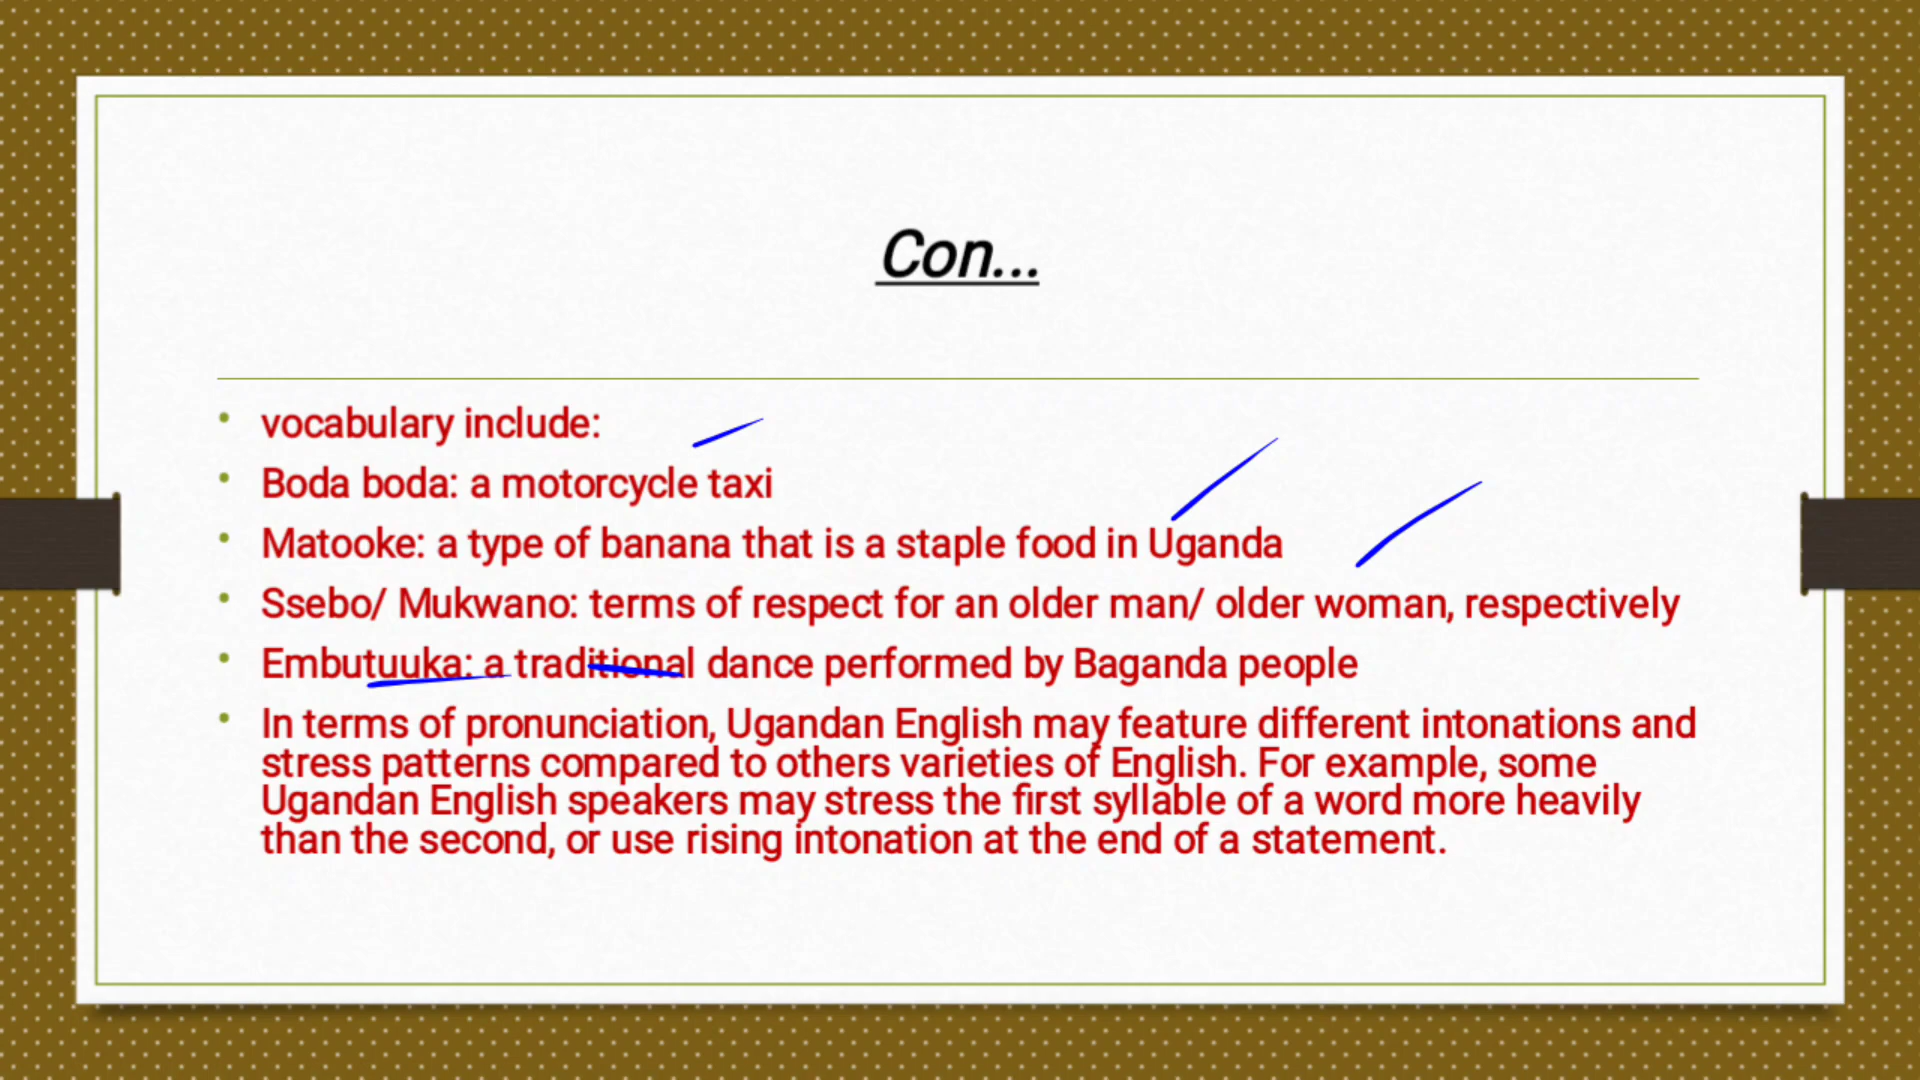 Con...
vocabulary include:
Boda boda: a motorcycle taxi
Matooke: a type of banana that is a staple food in Uganda
Ssebo/ Mukwano: terms of respect for an older man/ older woman, respectively
Embutuuka: a traditional dance performed by Baganda people
In terms of pronunciation, Ugandan English may feature different intonations and
stress patterns compared to others varieties of English. For example, some
Ugandan English speakers may stress the first syllable of a word more heavily
than the second, or use rising intonation at the end of a statement.